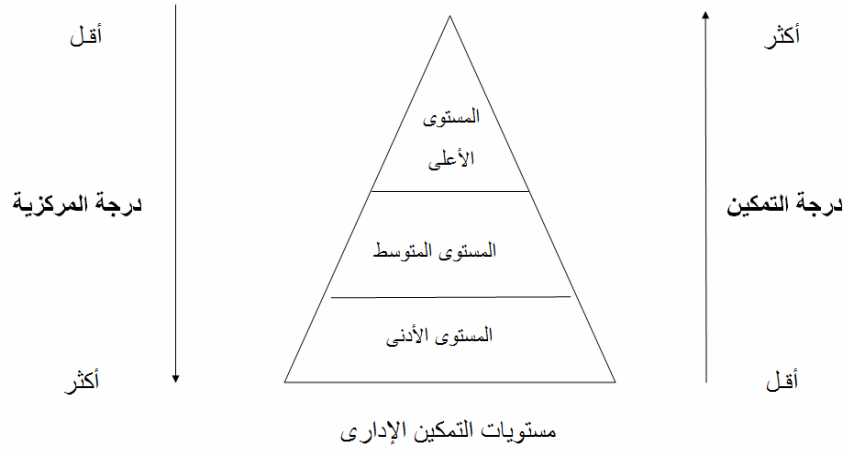 أكثر
أقل
المستوى
الأعلى
درجة التمكين
درجة المركزية
المستوى المتوسط
المستوى الأدنى
أقل
أكثر
مستويات التمكين الإدارى